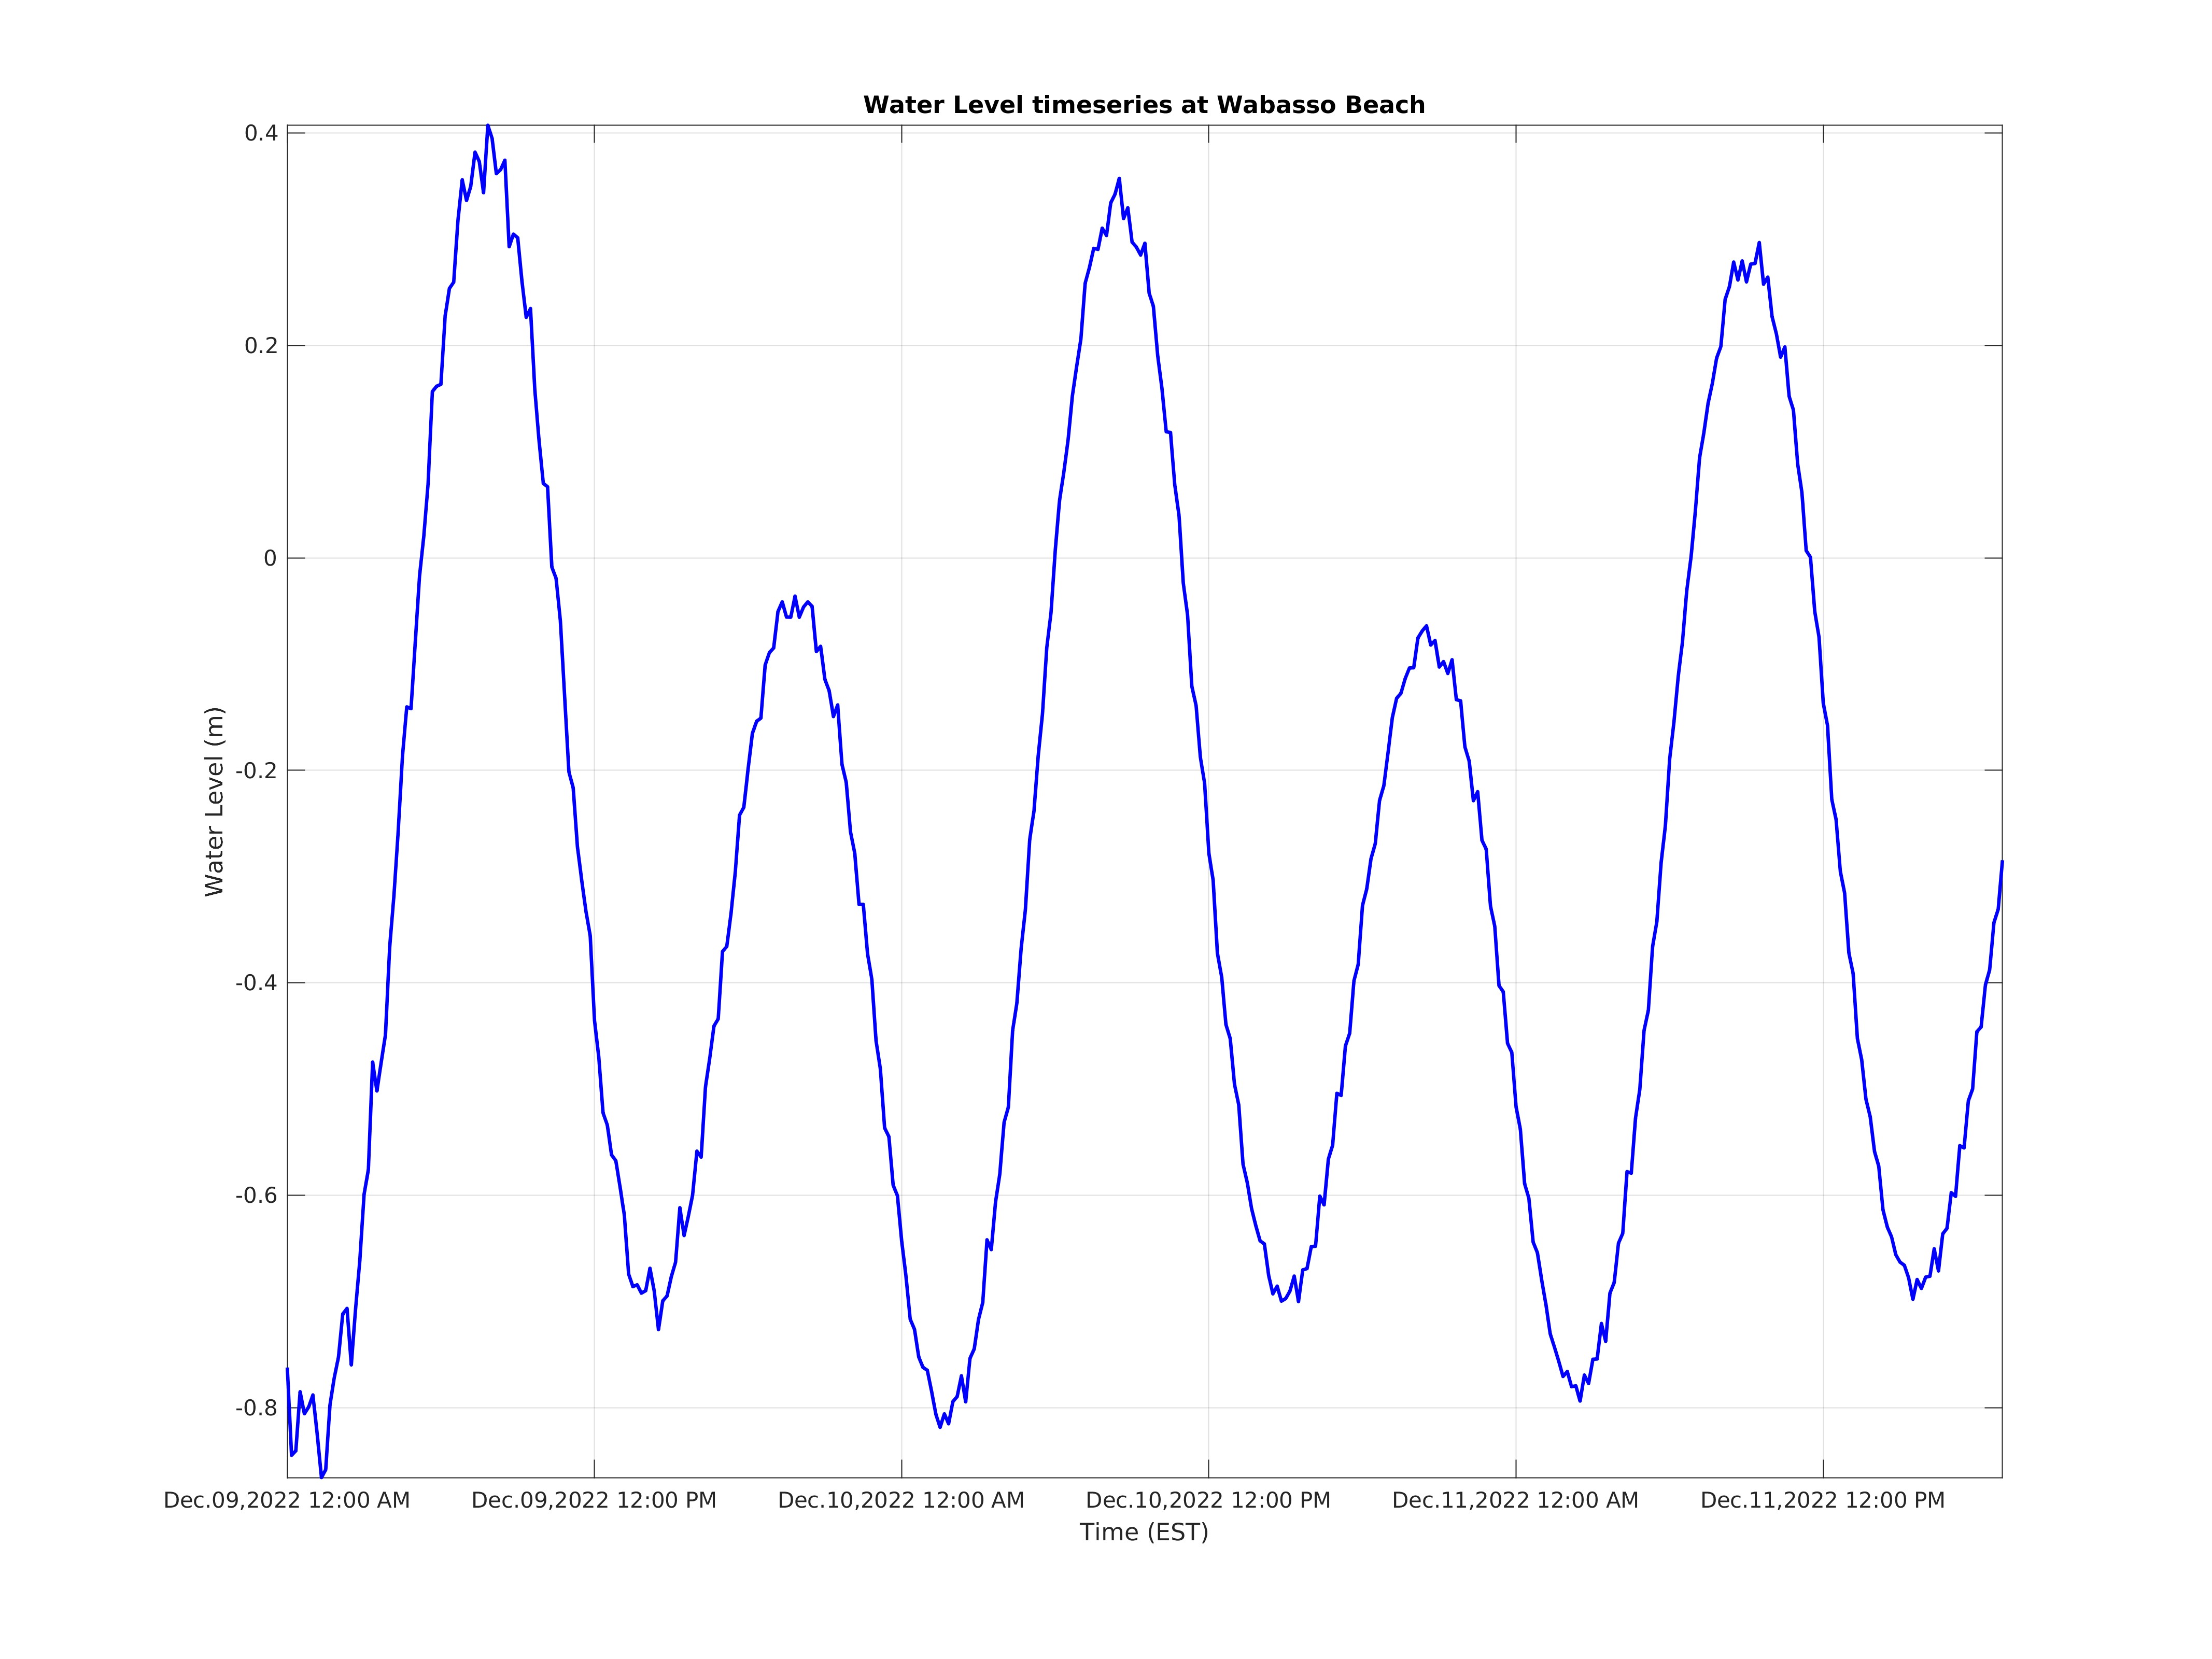 Water Level timeseries at Wabasso Beach
0.4
0.2
0
-0.2
-0.4
-0.6
-0.8
Water Level (m)
Dec.09,2022 12:00 AM
Dec.09,2022 12:00 PM
Dec.10,2022 12:00 AM
Dec.10,2022 12:00 PM
Dec.11,2022 12:00 AM
Dec.11,2022 12:00 PM
Time (EST)